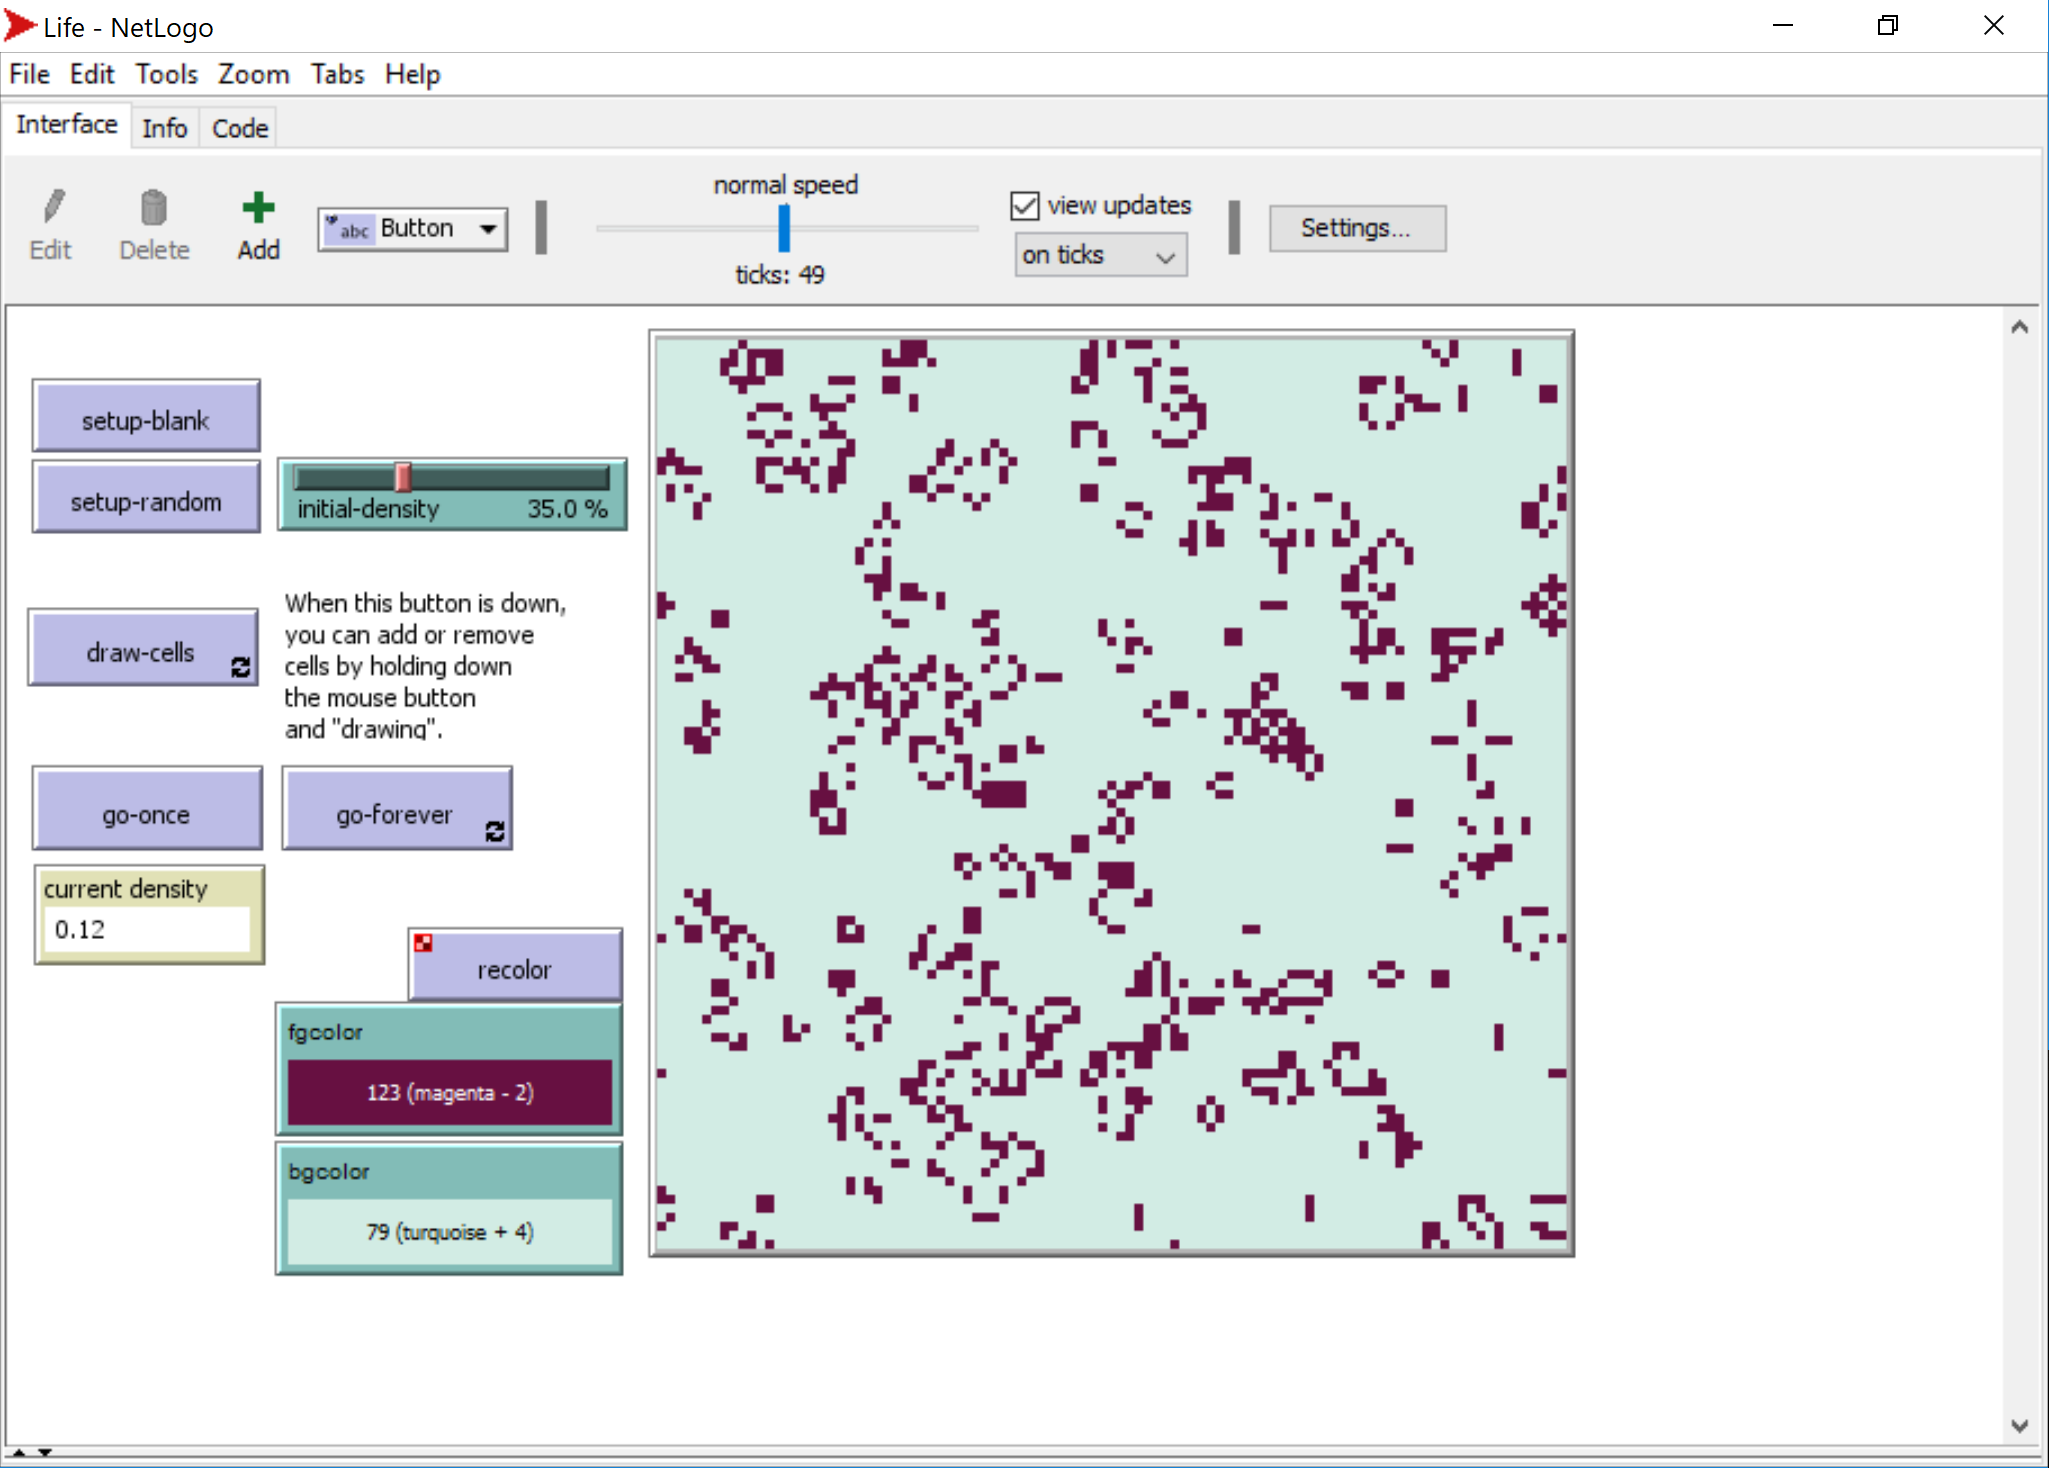 Life - NetLogo
File Edit Tools Zoom Tabs Help
Interface Info Code
normal speed
view updates
Edit Delete Add
abc Button
on ticks
Settings...
ticks: 49
setup-blank
setup-random
initial-density 35.0 %
draw-cells
When this button is down,
you can add or remove
cells by holding down
the mouse button
and "drawing".
go-once
go-forever
current density
0.12
recolor
fgcolor
123 (magenta - 2)
bgcolor
79 (turquoise + 4)